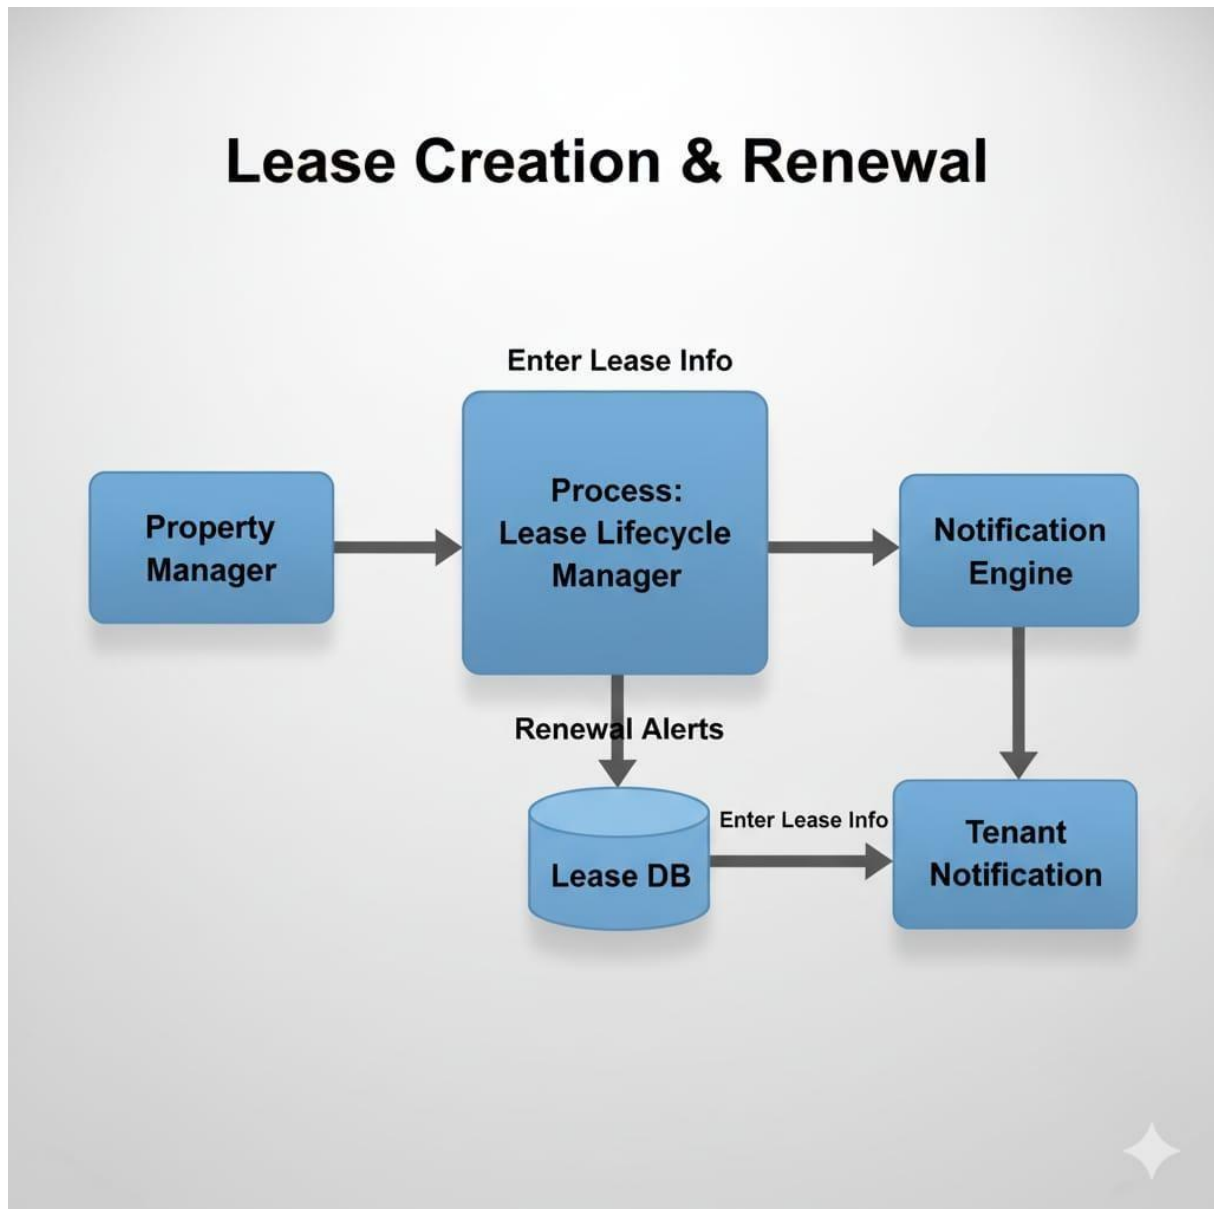 Lease Creation & Renewal
Enter Lease Info
Property
Manager
Process:
Lease Lifecycle
Manager
Notification
Engine
Renewal Alerts
Lease DB
Enter Lease Info
Tenant
Notification